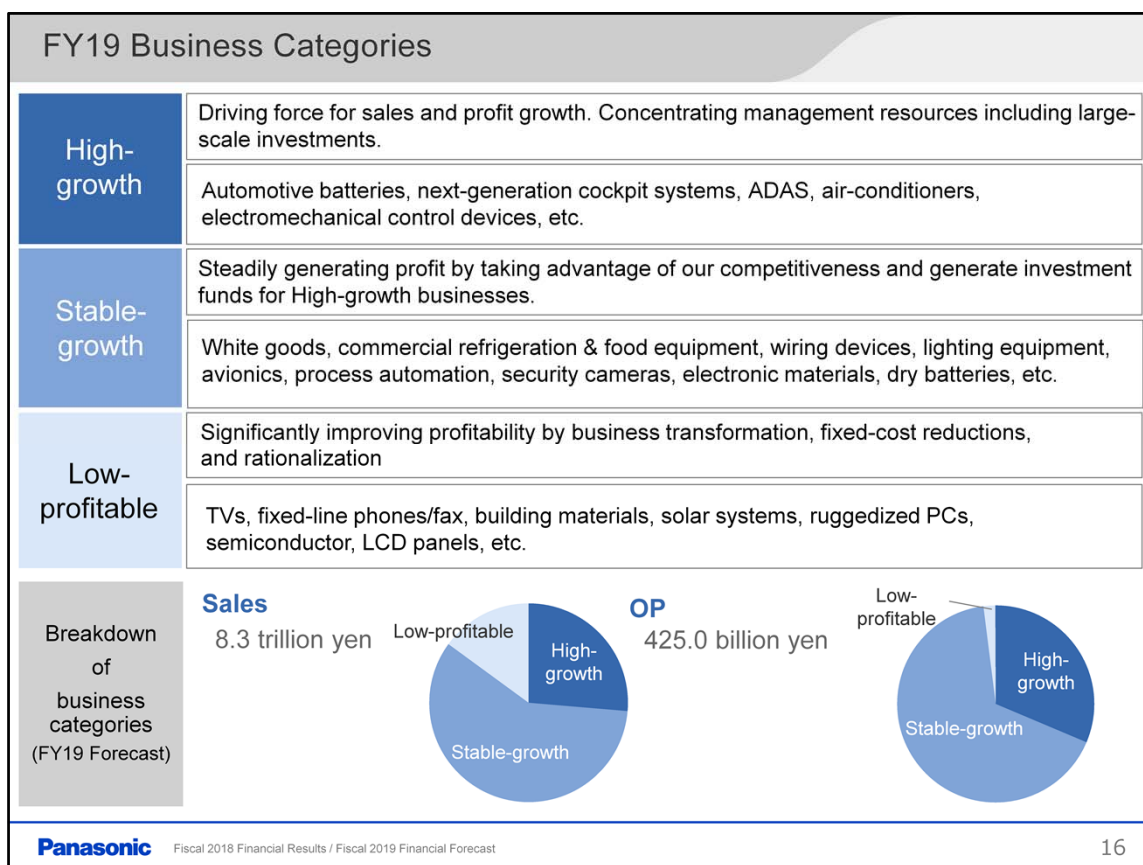 FY19 Business Categories
High-
growth
Driving force for sales and profit growth. Concentrating management resources including large-
scale investments.
Automotive batteries, next-generation cockpit systems, ADAS, air-conditioners,
electromechanical control devices, etc.
Stable-
growth
Steadily generating profit by taking advantage of our competitiveness and generate investment
funds for High-growth businesses.
White goods, commercial refrigeration & food equipment, wiring devices, lighting equipment,
avionics, process automation, security cameras, electronic materials, dry batteries, etc.
Low-
profitable
Significantly improving profitability by business transformation, fixed-cost reductions,
and rationalization
TVs, fixed-line phones/fax, building materials, solar systems, ruggedized PCs,
semiconductor, LCD panels, etc.
Breakdown
of
business
categories
(FY19 Forecast)
Sales
8.3 trillion yen
Low-profitable
High-
growth
Stable-growth
OP
425.0 billion yen
Low-
profitable
High-
growth
Stable-growth
Panasonic
Fiscal 2018 Financial Results / Fiscal 2019 Financial Forecast
16